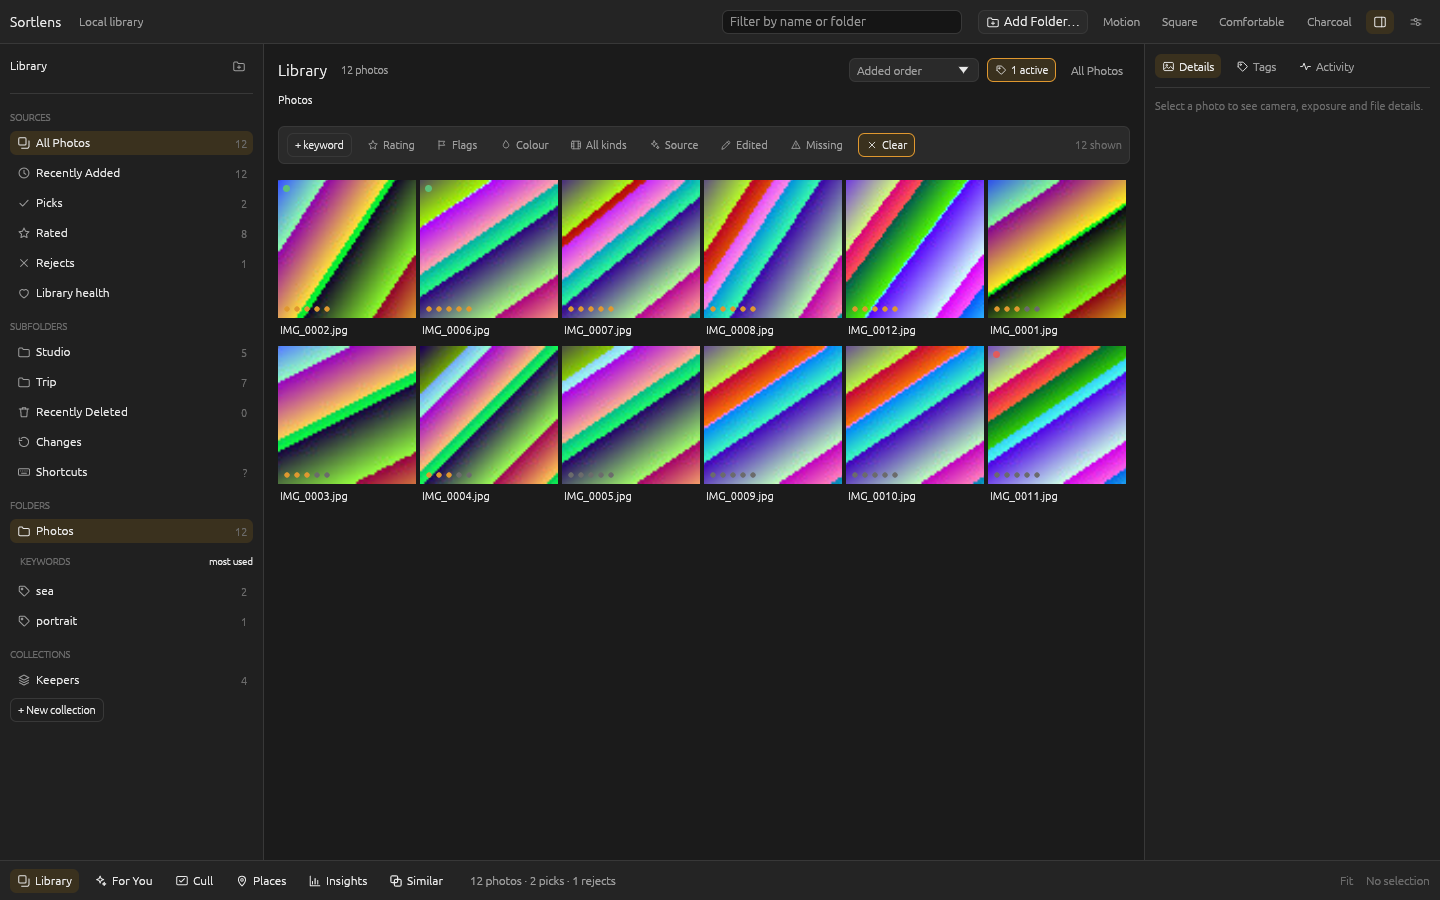 Sortlens Local library Filter by name or folder Add Folder... Motion Square Comfortable Charcoal
Library
SOURCES
All Photos 12
Recently Added 12
Picks 2
Rated 8
Rejects 1
Library health
SUBFOLDERS
Studio 5
Trip 7
Recently Deleted 0
Changes
Shortcuts ?
FOLDERS
Photos 12
KEYWORDS most used
sea 2
portrait 1
COLLECTIONS
Keepers 4
+ New collection
Library 12 photos Added order 1 active All Photos
Photos
+ keyword Rating Flags Colour All kinds Source Edited Missing Clear 12 shown
IMG_0002.jpg IMG_0006.jpg IMG_0007.jpg IMG_0008.jpg IMG_0012.jpg IMG_0001.jpg
IMG_0003.jpg IMG_0004.jpg IMG_0005.jpg IMG_0009.jpg IMG_0010.jpg IMG_0011.jpg
Details Tags Activity
Select a photo to see camera, exposure and file details.
Library For You Cull Places Insights Similar 12 photos · 2 picks · 1 rejects Fit No selection